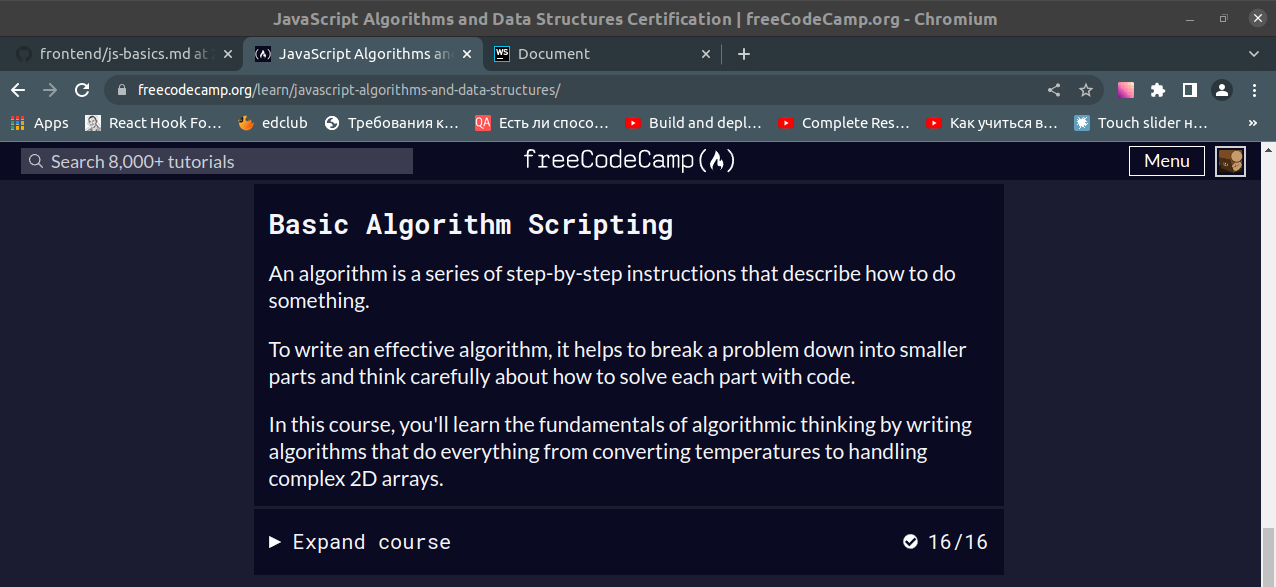 JavaScript Algorithms and Data Structures Certification | freeCodeCamp.org - Chromium
frontend/js-basics.md at
JavaScript Algorithms an
WS Document
freecodecamp.org/learn/javascript-algorithms-and-data-structures/
Apps React Hook Fo... edclub Требования к... QA Есть ли спосо... Build and depl... Complete Res... Как учиться в... Touch slider н... »
Search 8,000+ tutorials freeCodeCamp Menu
Basic Algorithm Scripting
An algorithm is a series of step-by-step instructions that describe how to do
something.
To write an effective algorithm, it helps to break a problem down into smaller
parts and think carefully about how to solve each part with code.
In this course, you'll learn the fundamentals of algorithmic thinking by writing
algorithms that do everything from converting temperatures to handling
complex 2D arrays.
Expand course 16/16